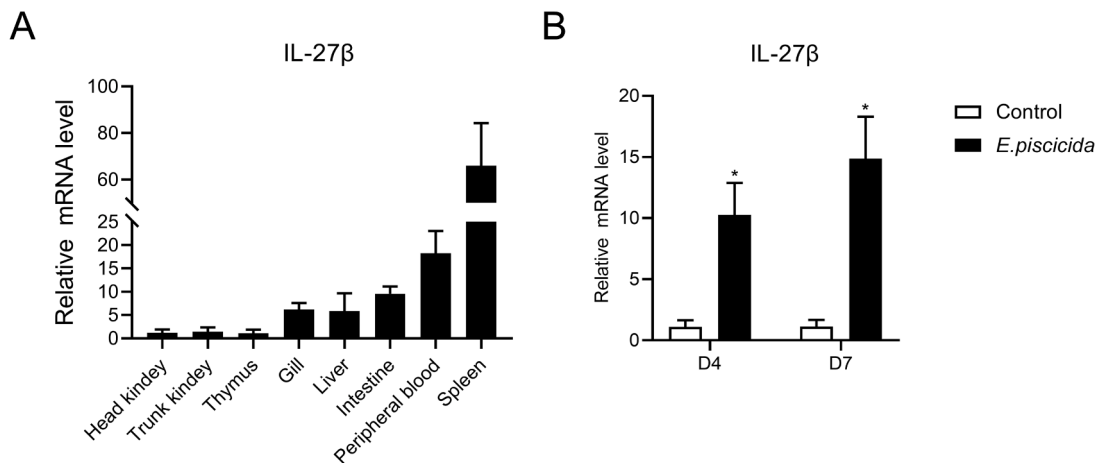 A
IL-27β
Relative mRNA level
100
80
60
25
20
15
10
5
0
Head kindey
Trunk kindey
Thymus
Gill
Liver
Intestine
Peripheral blood
Spleen
B
IL-27β
Relative mRNA level
20
15
10
5
0
*
*
D4
D7
Control
E.piscicida